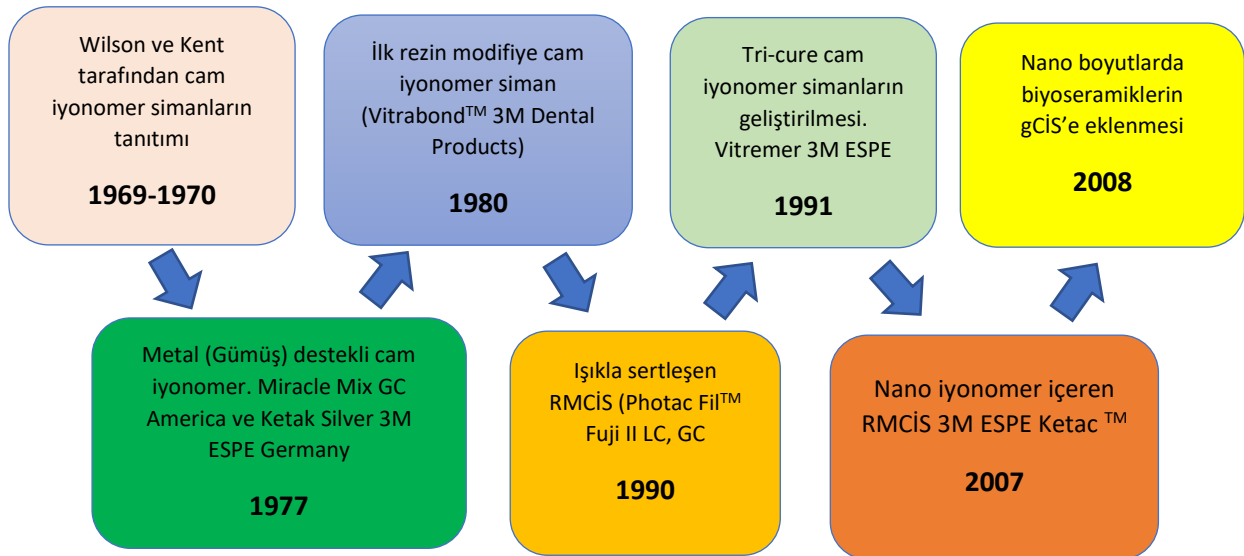 Wilson ve Kent
tarafından cam
iyonomer simanların
tanıtımı
1969-1970
Metal (Gümüş) destekli cam
iyonomer. Miracle Mix GC
America ve Ketak Silver 3M
ESPE Germany
1977
İlk rezin modifiye cam
iyonomer siman
(Vitrabond™ 3M Dental
Products)
1980
Işıkla sertleşen
RMCİS (Photac Fil™
Fuji II LC, GC
1990
Tri-cure cam
iyonomer simanların
geliştirilmesi.
Vitremer 3M ESPE
1991
Nano iyonomer içeren
RMCİS 3M ESPE Ketac ™
2007
Nano boyutlarda
biyoseramiklerin
gCİS’e eklenmesi
2008